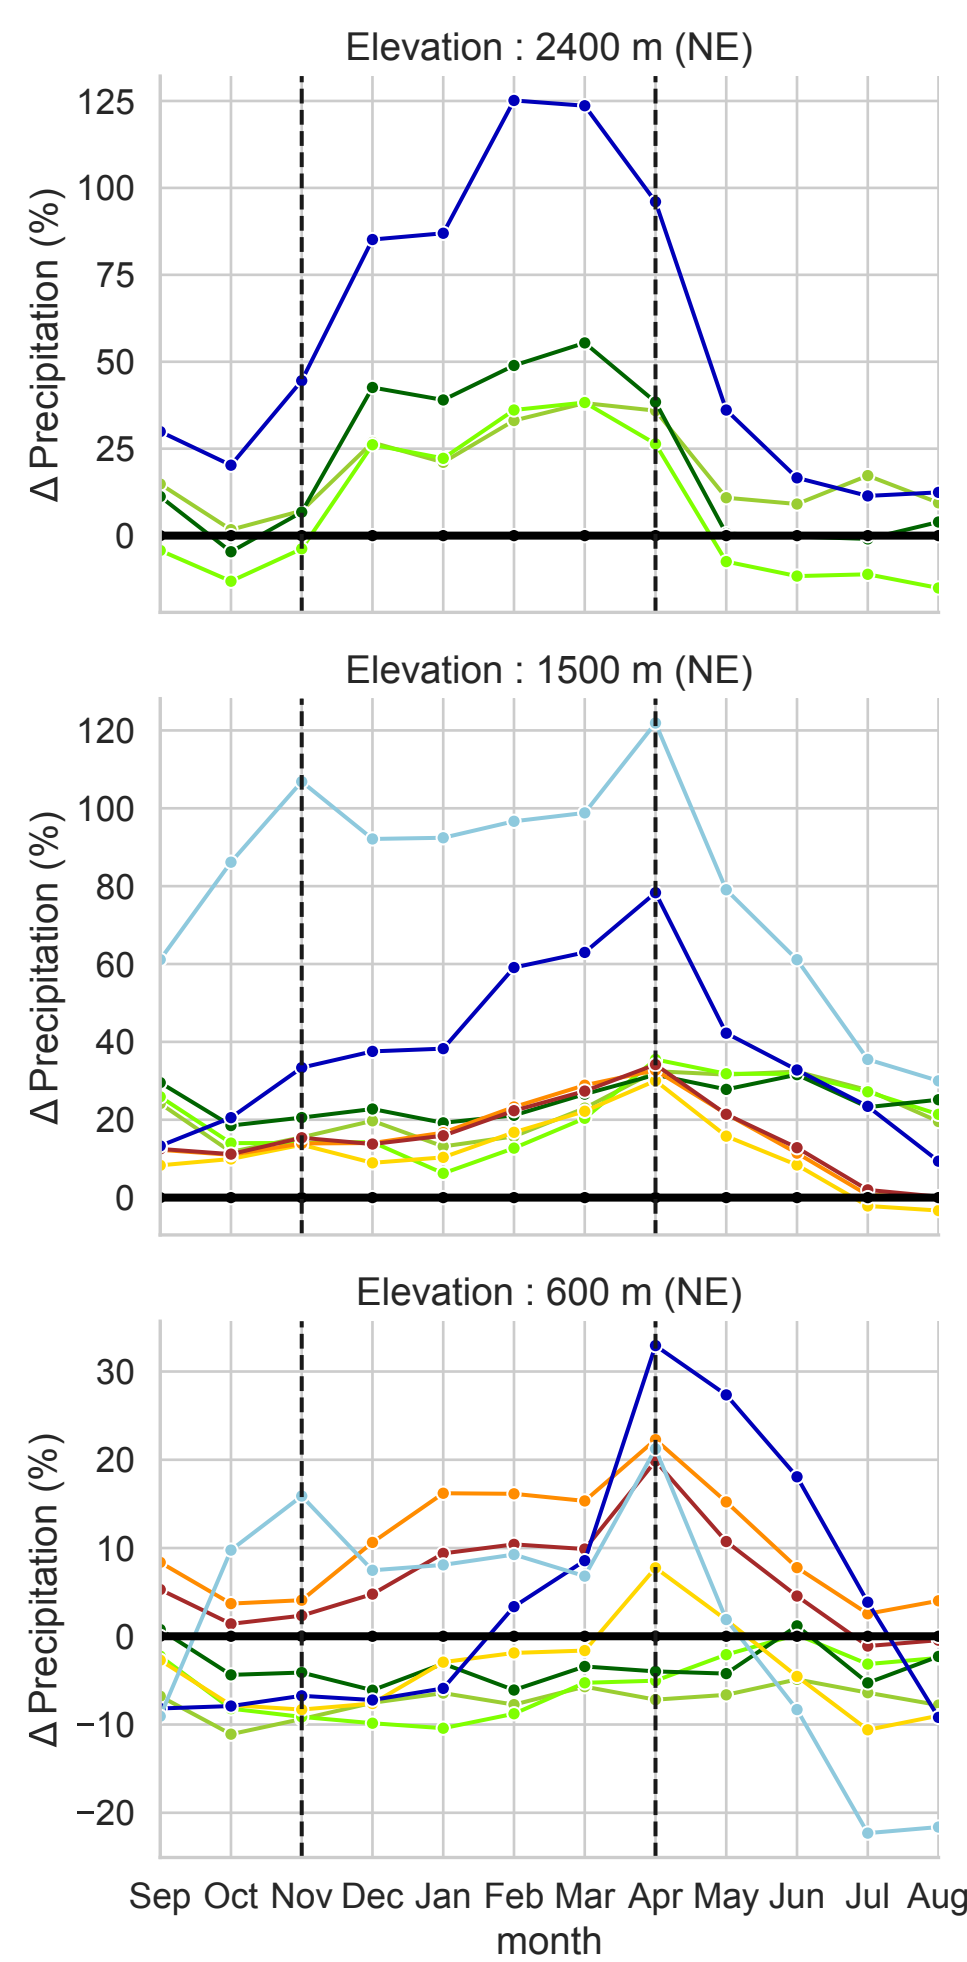 Elevation : 2400 m (NE)
Δ Precipitation (%)
125
100
75
50
25
0
Elevation : 1500 m (NE)
Δ Precipitation (%)
120
100
80
60
40
20
0
Elevation : 600 m (NE)
Δ Precipitation (%)
30
20
10
0
−10
−20
Sep Oct Nov Dec Jan Feb Mar Apr May Jun Jul Aug
month